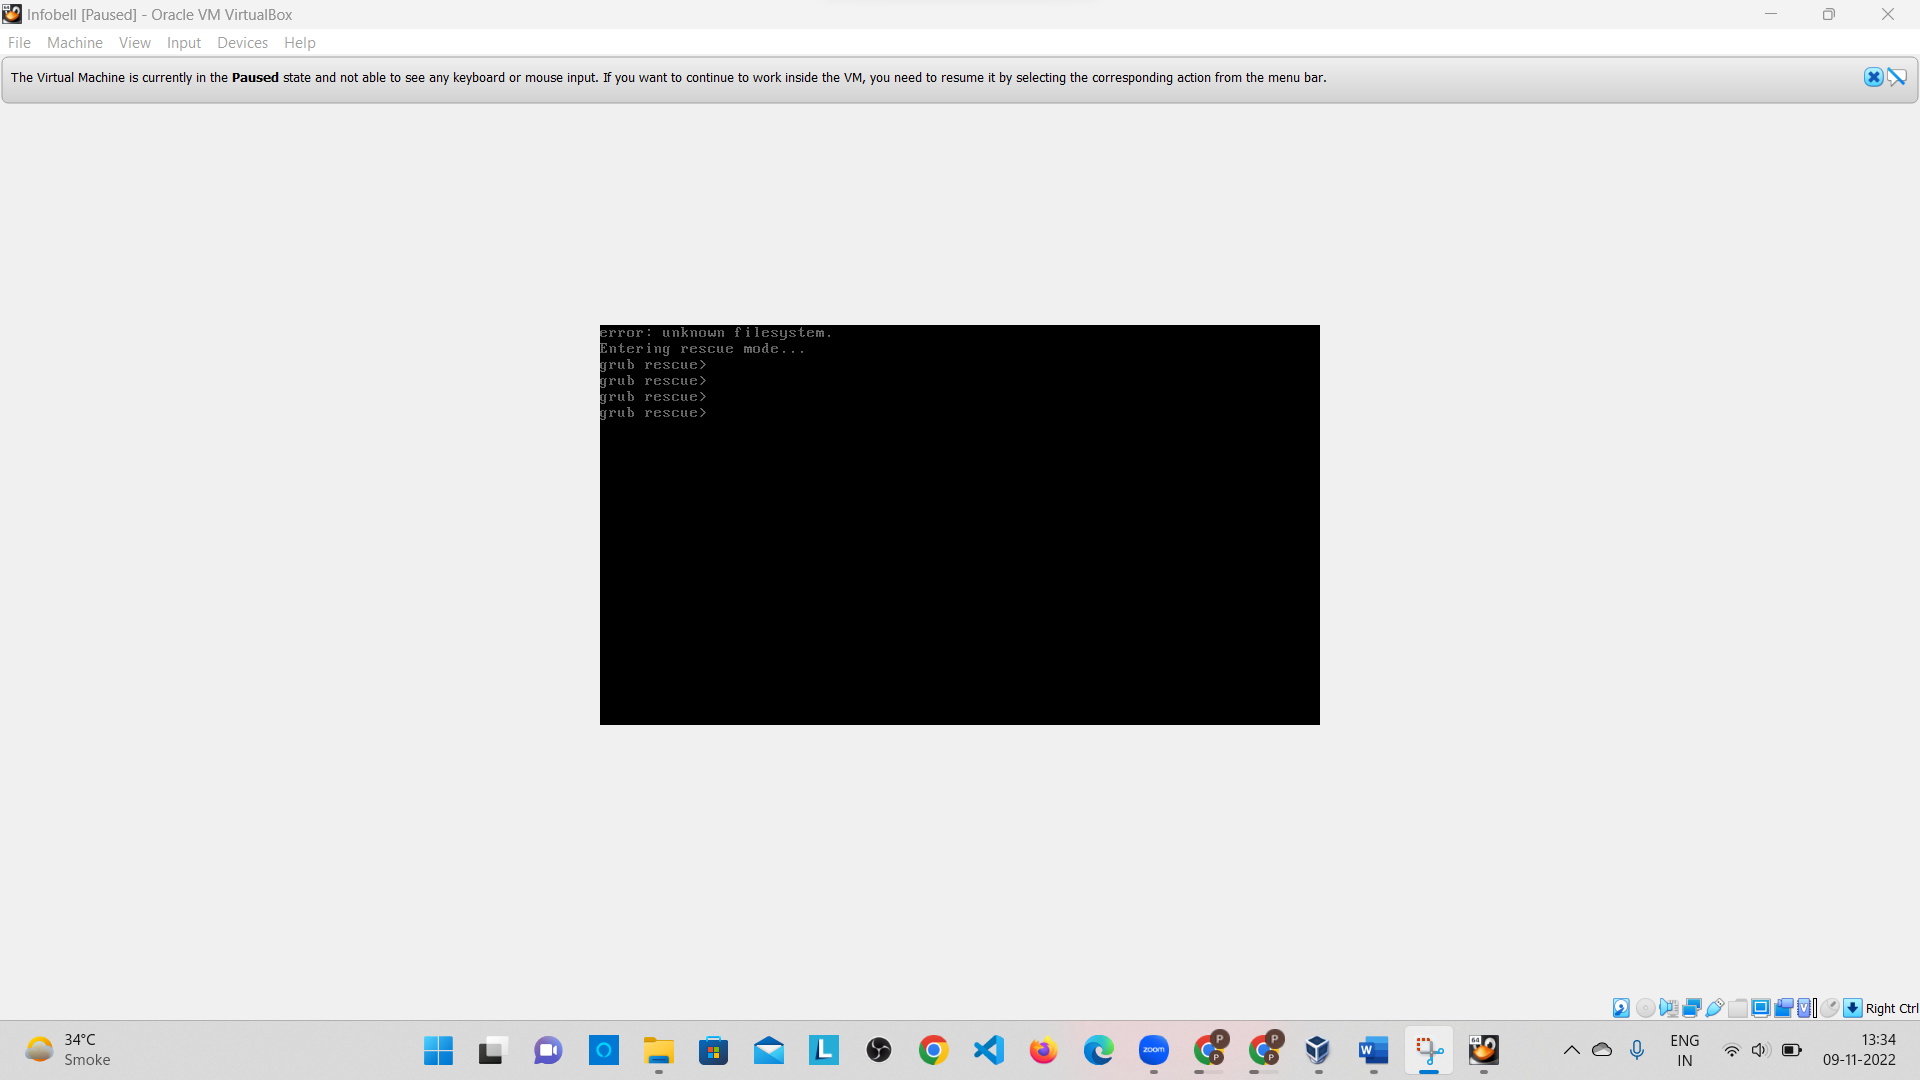 Infobell [Paused] - Oracle VM VirtualBox
File Machine View Input Devices Help
The Virtual Machine is currently in the Paused state and not able to see any keyboard or mouse input. If you want to continue to work inside the VM, you need to resume it by selecting the corresponding action from the menu bar.
error: unknown filesystem.
Entering rescue mode...
grub rescue>
grub rescue>
grub rescue>
grub rescue>
Right Ctrl
34°C
Smoke
zoom
P
P
P
P
64
ENG
IN
13:34
09-11-2022